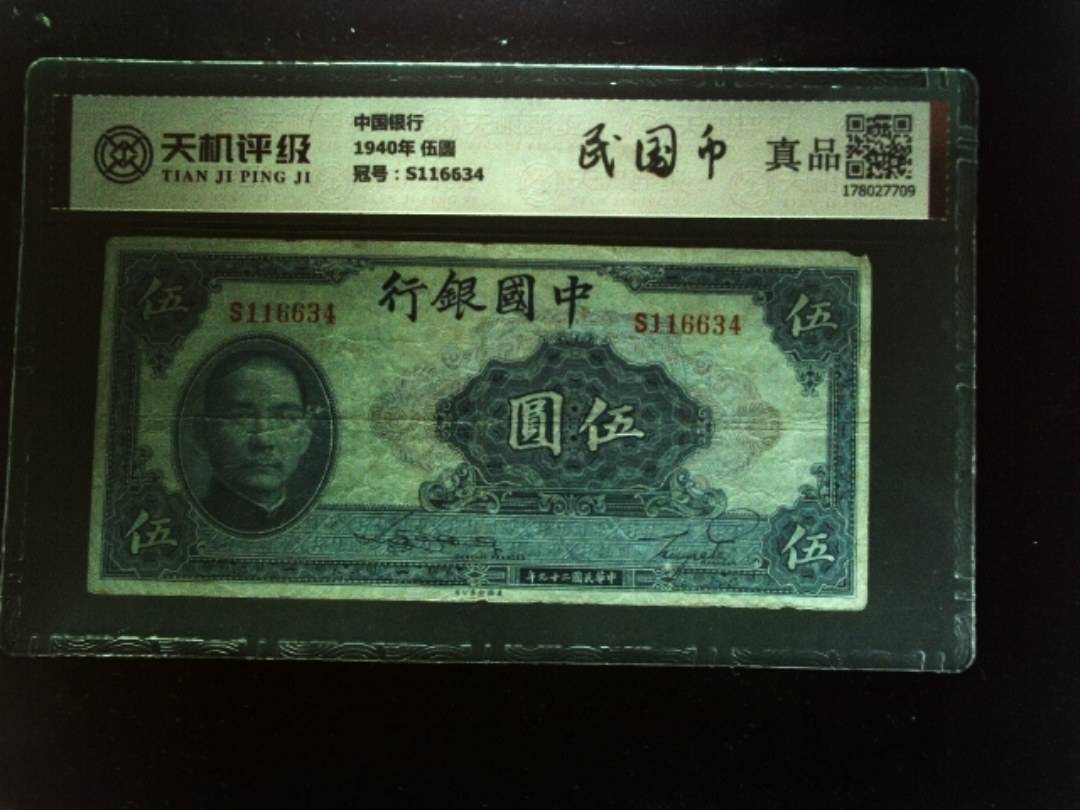 天机评级
TIAN JI PING JI
中国银行
1940年 伍圆
冠号：S116634
民国币
真品
178027709
行銀國中
伍
伍
S116634
S116634
圓伍
伍
伍
年九十二國民華中